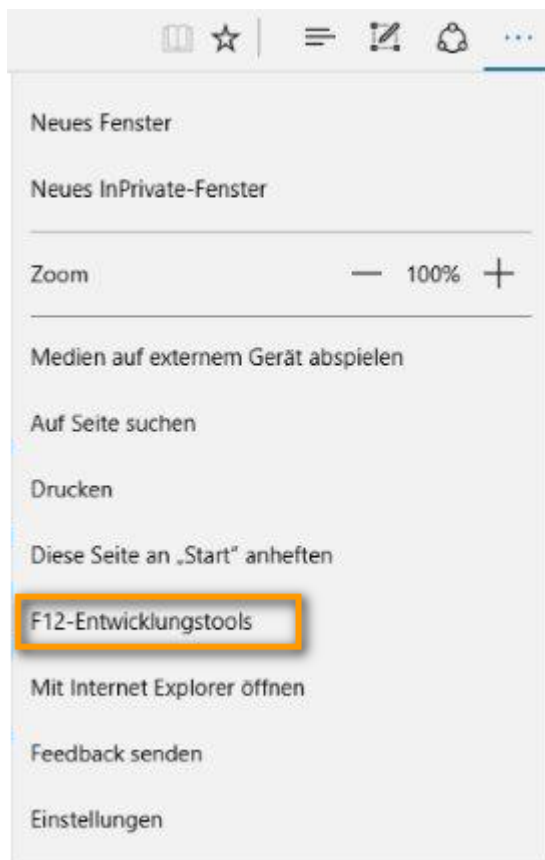 Neues Fenster
Neues InPrivate-Fenster
Zoom — 100% +
Medien auf externem Gerät abspielen
Auf Seite suchen
Drucken
Diese Seite an „Start“ anheften
F12-Entwicklungstools
Mit Internet Explorer öffnen
Feedback senden
Einstellungen